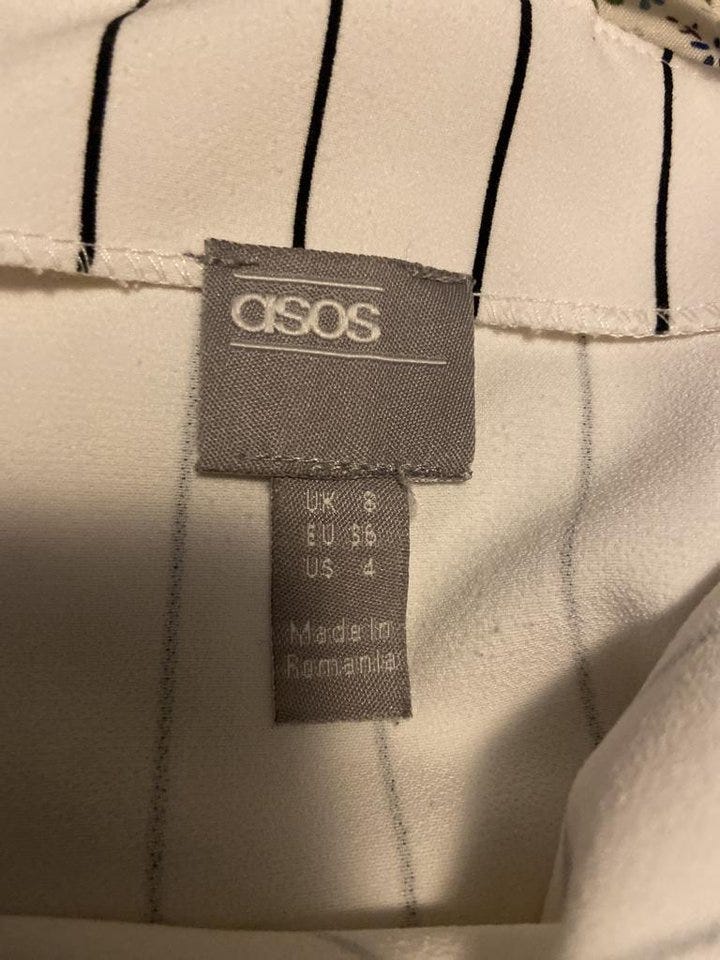 asos
UK 8
EU 36
US 4
Made In
Romania